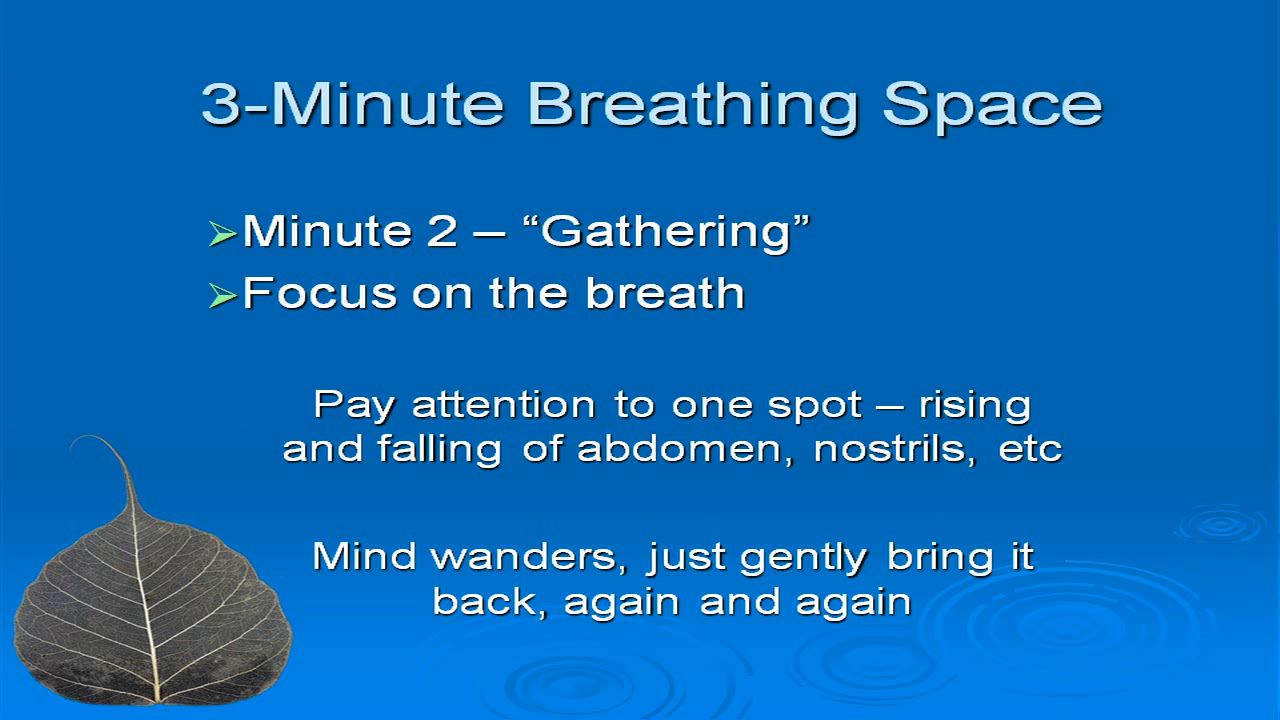 3-Minute Breathing Space
➢Minute 2 – “Gathering”
➢Focus on the breath
Pay attention to one spot – rising
and falling of abdomen, nostrils, etc
Mind wanders, just gently bring it
back, again and again